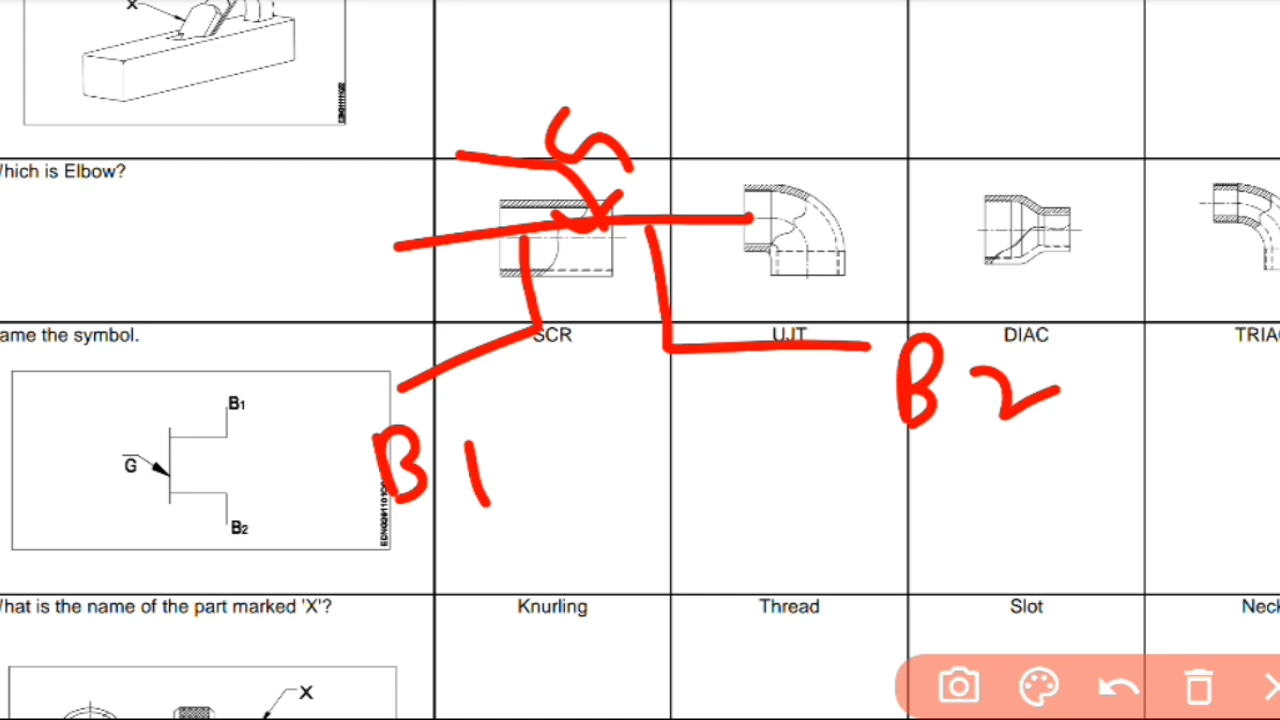 X
hich is Elbow?
ame the symbol.
SCR
UJT
DIAC
TRIA
B1
G
B2
B1
B2
hat is the name of the part marked 'X'?
Knurling
Thread
Slot
Neck
X